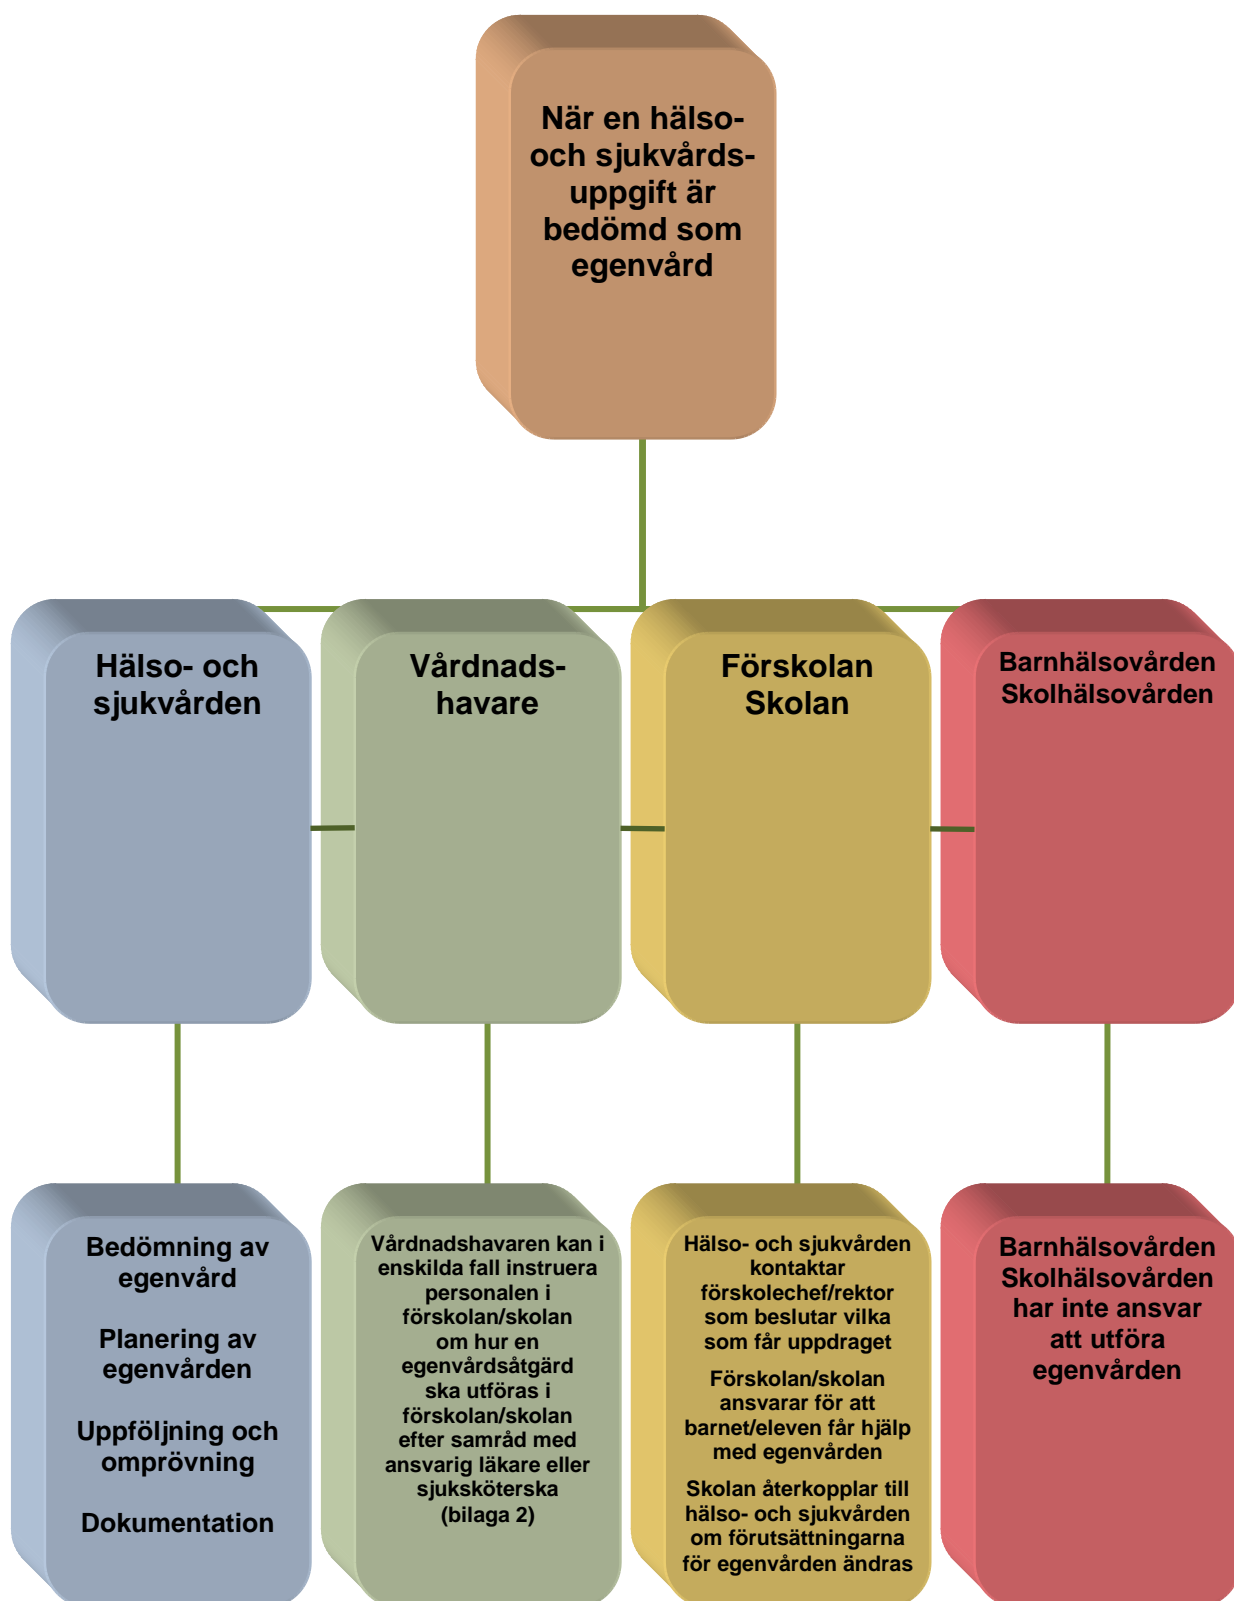 När en hälso-
och sjukvårds-
uppgift är
bedömd som
egenvård
Hälso- och
sjukvården
Vårdnads-
havare
Förskolan
Skolan
Barnhälsovården
Skolhälsovården
Bedömning av
egenvård
Planering av
egenvården
Uppföljning och
omprövning
Dokumentation
Vårdnadshavaren kan i
enskilda fall instruera
personalen i
förskolan/skolan
om hur en
egenvårdsåtgärd
ska utföras i
förskolan/skolan
efter samråd med
ansvarig läkare eller
sjuksköterska
(bilaga 2)
Hälso- och sjukvården
kontaktar
förskolechef/rektor
som beslutar vilka
som får uppdraget
Förskolan/skolan
ansvarar för att
barnet/eleven får hjälp
med egenvården
Skolan återkopplar till
hälso- och sjukvården
om förutsättningarna
för egenvården ändras
Barnhälsovården
Skolhälsovården
har inte ansvar
att utföra
egenvården